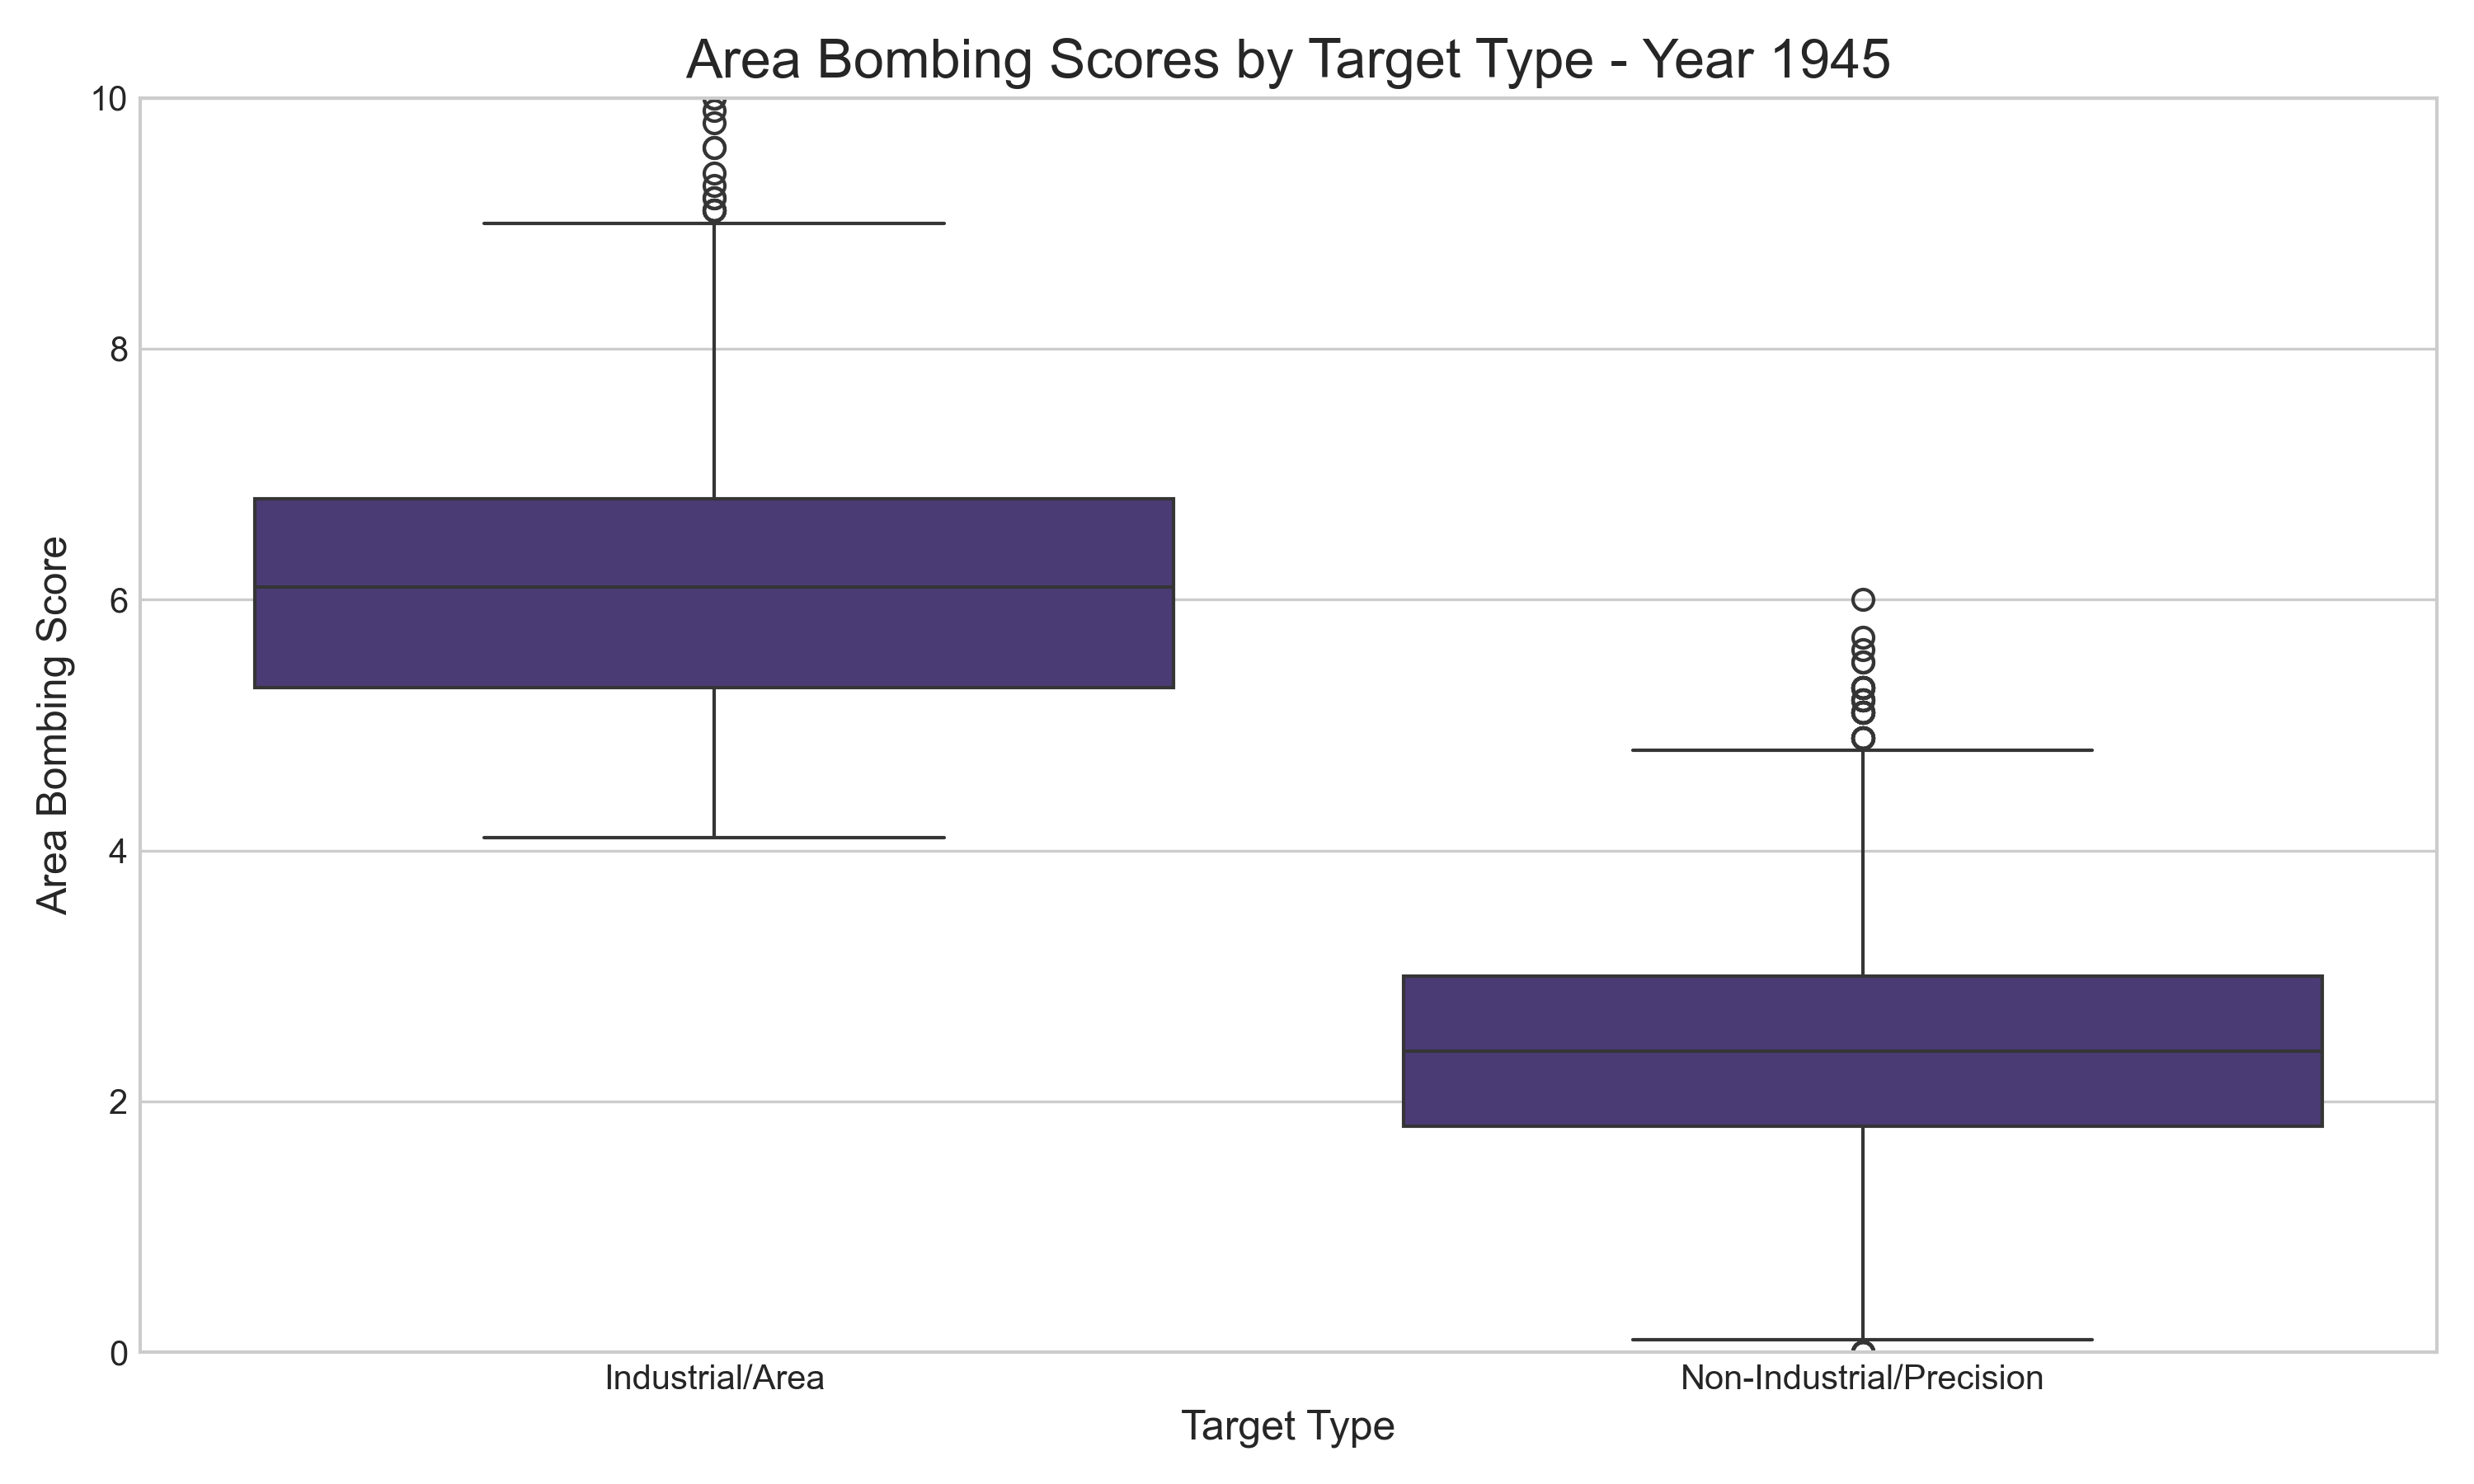 Area Bombing Scores by Target Type - Year 1945
10
8
6
4
2
0
Area Bombing Score
Industrial/Area
Non-Industrial/Precision
Target Type